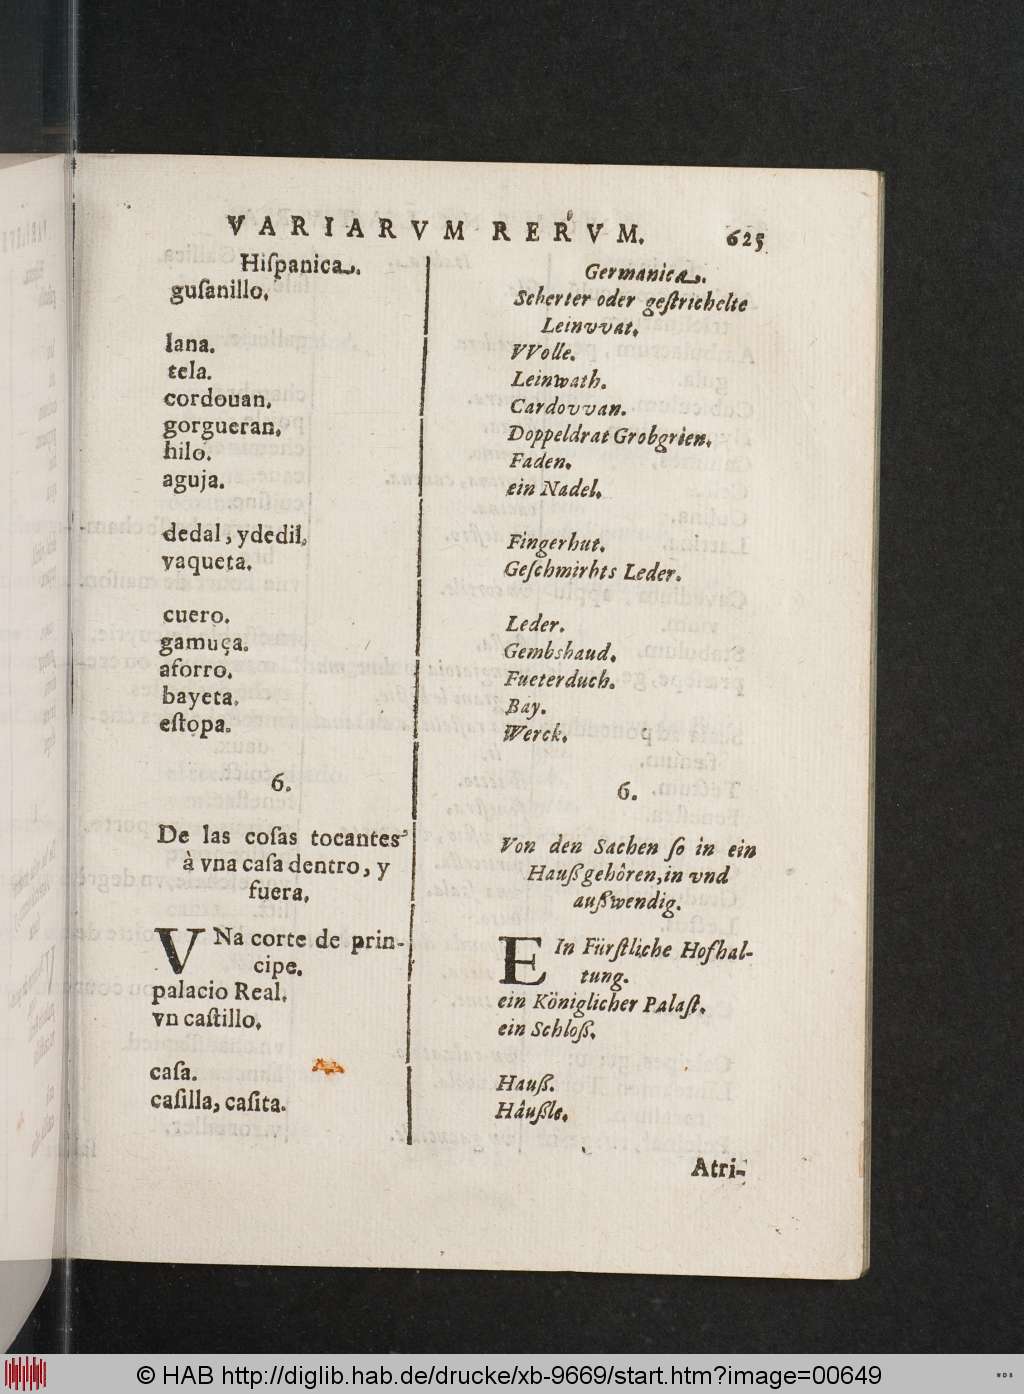 VARIARVM RERVM. 625
Hiſpanica.
guſanillo.
lana.
tela.
cordouan.
gorgueran.
hilo.
aguja.
dedal, ydedil.
vaqueta.
cuero.
gamuça.
aforro.
bayeta.
eſtopa.
6.
De las coſas tocantes
à vna caſa dentro, y
fuera.
VNa corte de prin-
cipe.
palacio Real.
vn caſtillo.
caſa.
caſilla, caſita.
Germanica.
Scherter oder geſtrichelte
Leinvvat.
VVolle.
Leinwath.
Cardovvan.
Doppeldrat Grobgrien.
Faden.
ein Nadel.
Fingerhut.
Geſchmirhts Leder.
Leder.
Gembshaud.
Fueterduch.
Bay.
Werck.
6.
Von den Sachen ſo in ein
Hauß gehôren, in vnd
außwendig.
EIn Fürſtliche Hofhal-
tung.
ein Königlicher Palaſt.
ein Schloß.
Hauß.
Hâußle.
Atri-
© HAB http://diglib.hab.de/drucke/xb-9669/start.htm?image=00649